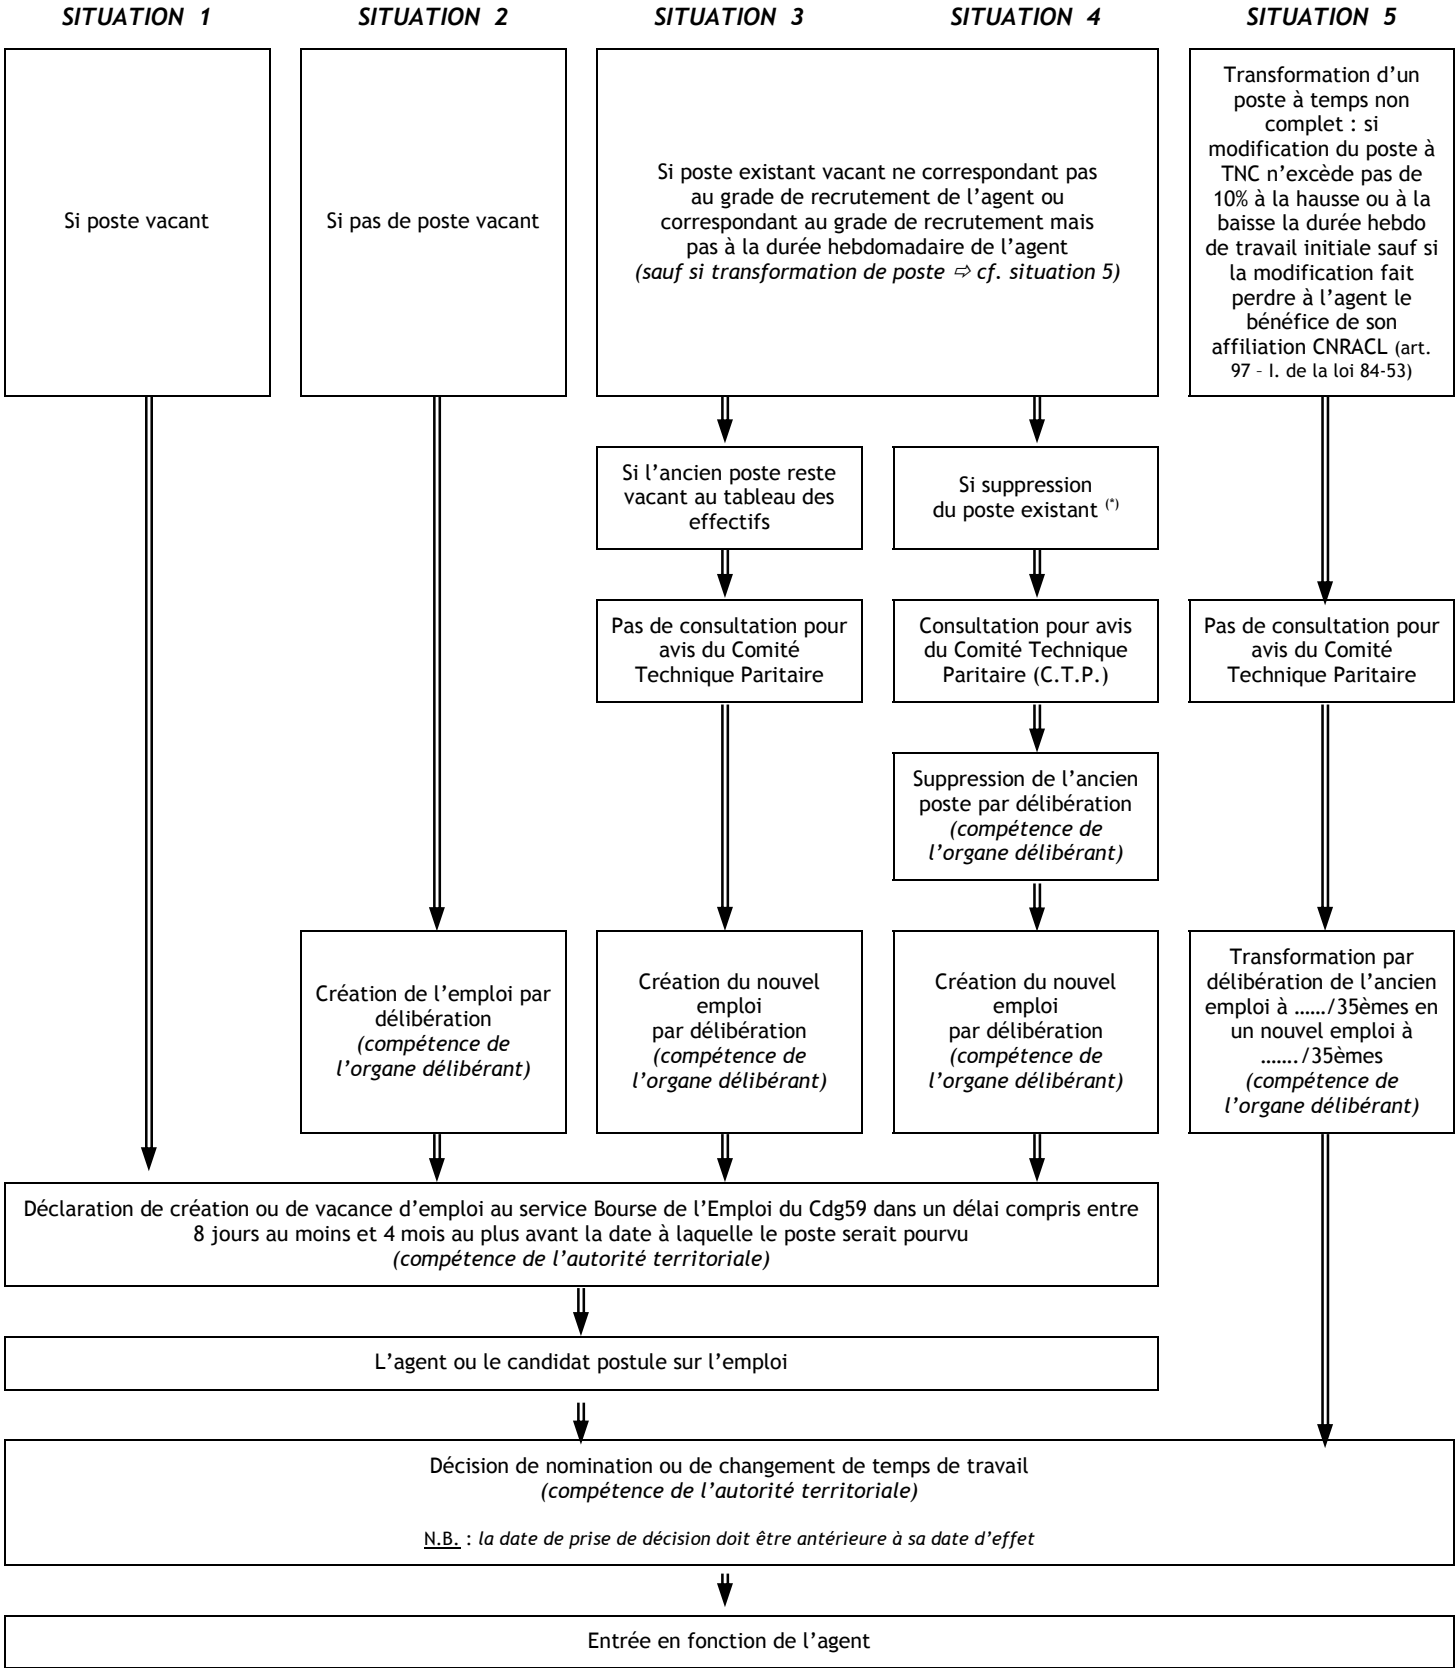 SITUATION 1
SITUATION 2
SITUATION 3
SITUATION 4
SITUATION 5
Si poste vacant
Si pas de poste vacant
Si poste existant vacant ne correspondant pas
au grade de recrutement de l’agent ou
correspondant au grade de recrutement mais
pas à la durée hebdomadaire de l’agent
(sauf si transformation de poste ⇨ cf. situation 5)
Transformation d’un
poste à temps non
complet : si
modification du poste à
TNC n’excède pas de
10% à la hausse ou à la
baisse la durée hebdo
de travail initiale sauf si
la modification fait
perdre à l’agent le
bénéfice de son
affiliation CNRACL (art.
97 – I. de la loi 84-53)
Si l’ancien poste reste
vacant au tableau des
effectifs
Si suppression
du poste existant (*)
Pas de consultation pour
avis du Comité
Technique Paritaire
Consultation pour avis
du Comité Technique
Paritaire (C.T.P.)
Pas de consultation pour
avis du Comité
Technique Paritaire
Suppression de l’ancien
poste par délibération
(compétence de
l’organe délibérant)
Création de l’emploi par
délibération
(compétence de
l’organe délibérant)
Création du nouvel
emploi
par délibération
(compétence de
l’organe délibérant)
Création du nouvel
emploi
par délibération
(compétence de
l’organe délibérant)
Transformation par
délibération de l’ancien
emploi à ……/35èmes en
un nouvel emploi à
……./35èmes
(compétence de
l’organe délibérant)
Déclaration de création ou de vacance d’emploi au service Bourse de l’Emploi du Cdg59 dans un délai compris entre
8 jours au moins et 4 mois au plus avant la date à laquelle le poste serait pourvu
(compétence de l’autorité territoriale)
L’agent ou le candidat postule sur l’emploi
Décision de nomination ou de changement de temps de travail
(compétence de l’autorité territoriale)
N.B. : la date de prise de décision doit être antérieure à sa date d’effet
Entrée en fonction de l’agent